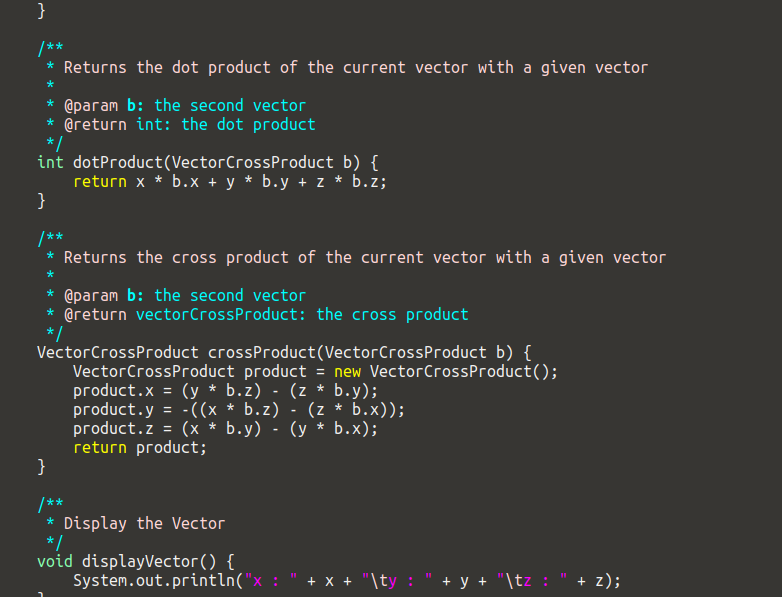 }
/**
 * Returns the dot product of the current vector with a given vector
 *
 * @param b: the second vector
 * @return int: the dot product
 */
int dotProduct(VectorCrossProduct b) {
    return x * b.x + y * b.y + z * b.z;
}
/**
 * Returns the cross product of the current vector with a given vector
 *
 * @param b: the second vector
 * @return vectorCrossProduct: the cross product
 */
VectorCrossProduct crossProduct(VectorCrossProduct b) {
    VectorCrossProduct product = new VectorCrossProduct();
    product.x = (y * b.z) - (z * b.y);
    product.y = -((x * b.z) - (z * b.x));
    product.z = (x * b.y) - (y * b.x);
    return product;
}
/**
 * Display the Vector
 */
void displayVector() {
    System.out.println("x : " + x + "\ty : " + y + "\tz : " + z);
}